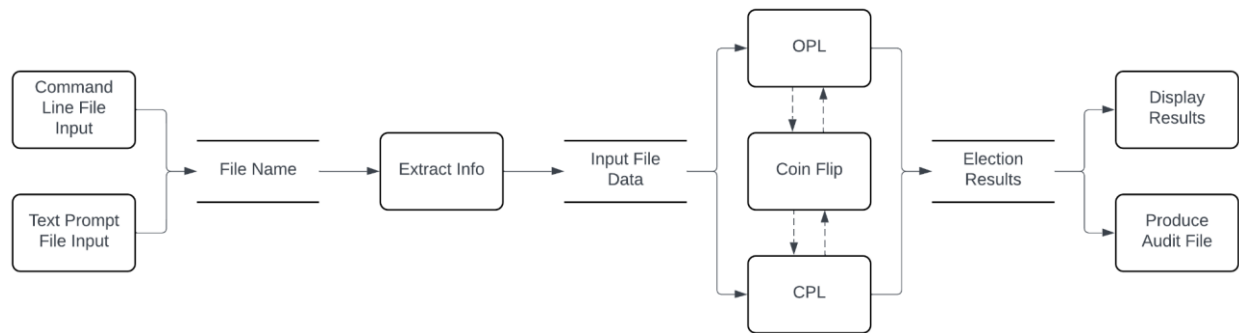 Command
Line File
Input
Text Prompt
File Input
File Name
Extract Info
Input File
Data
OPL
Coin Flip
CPL
Election
Results
Display
Results
Produce
Audit File